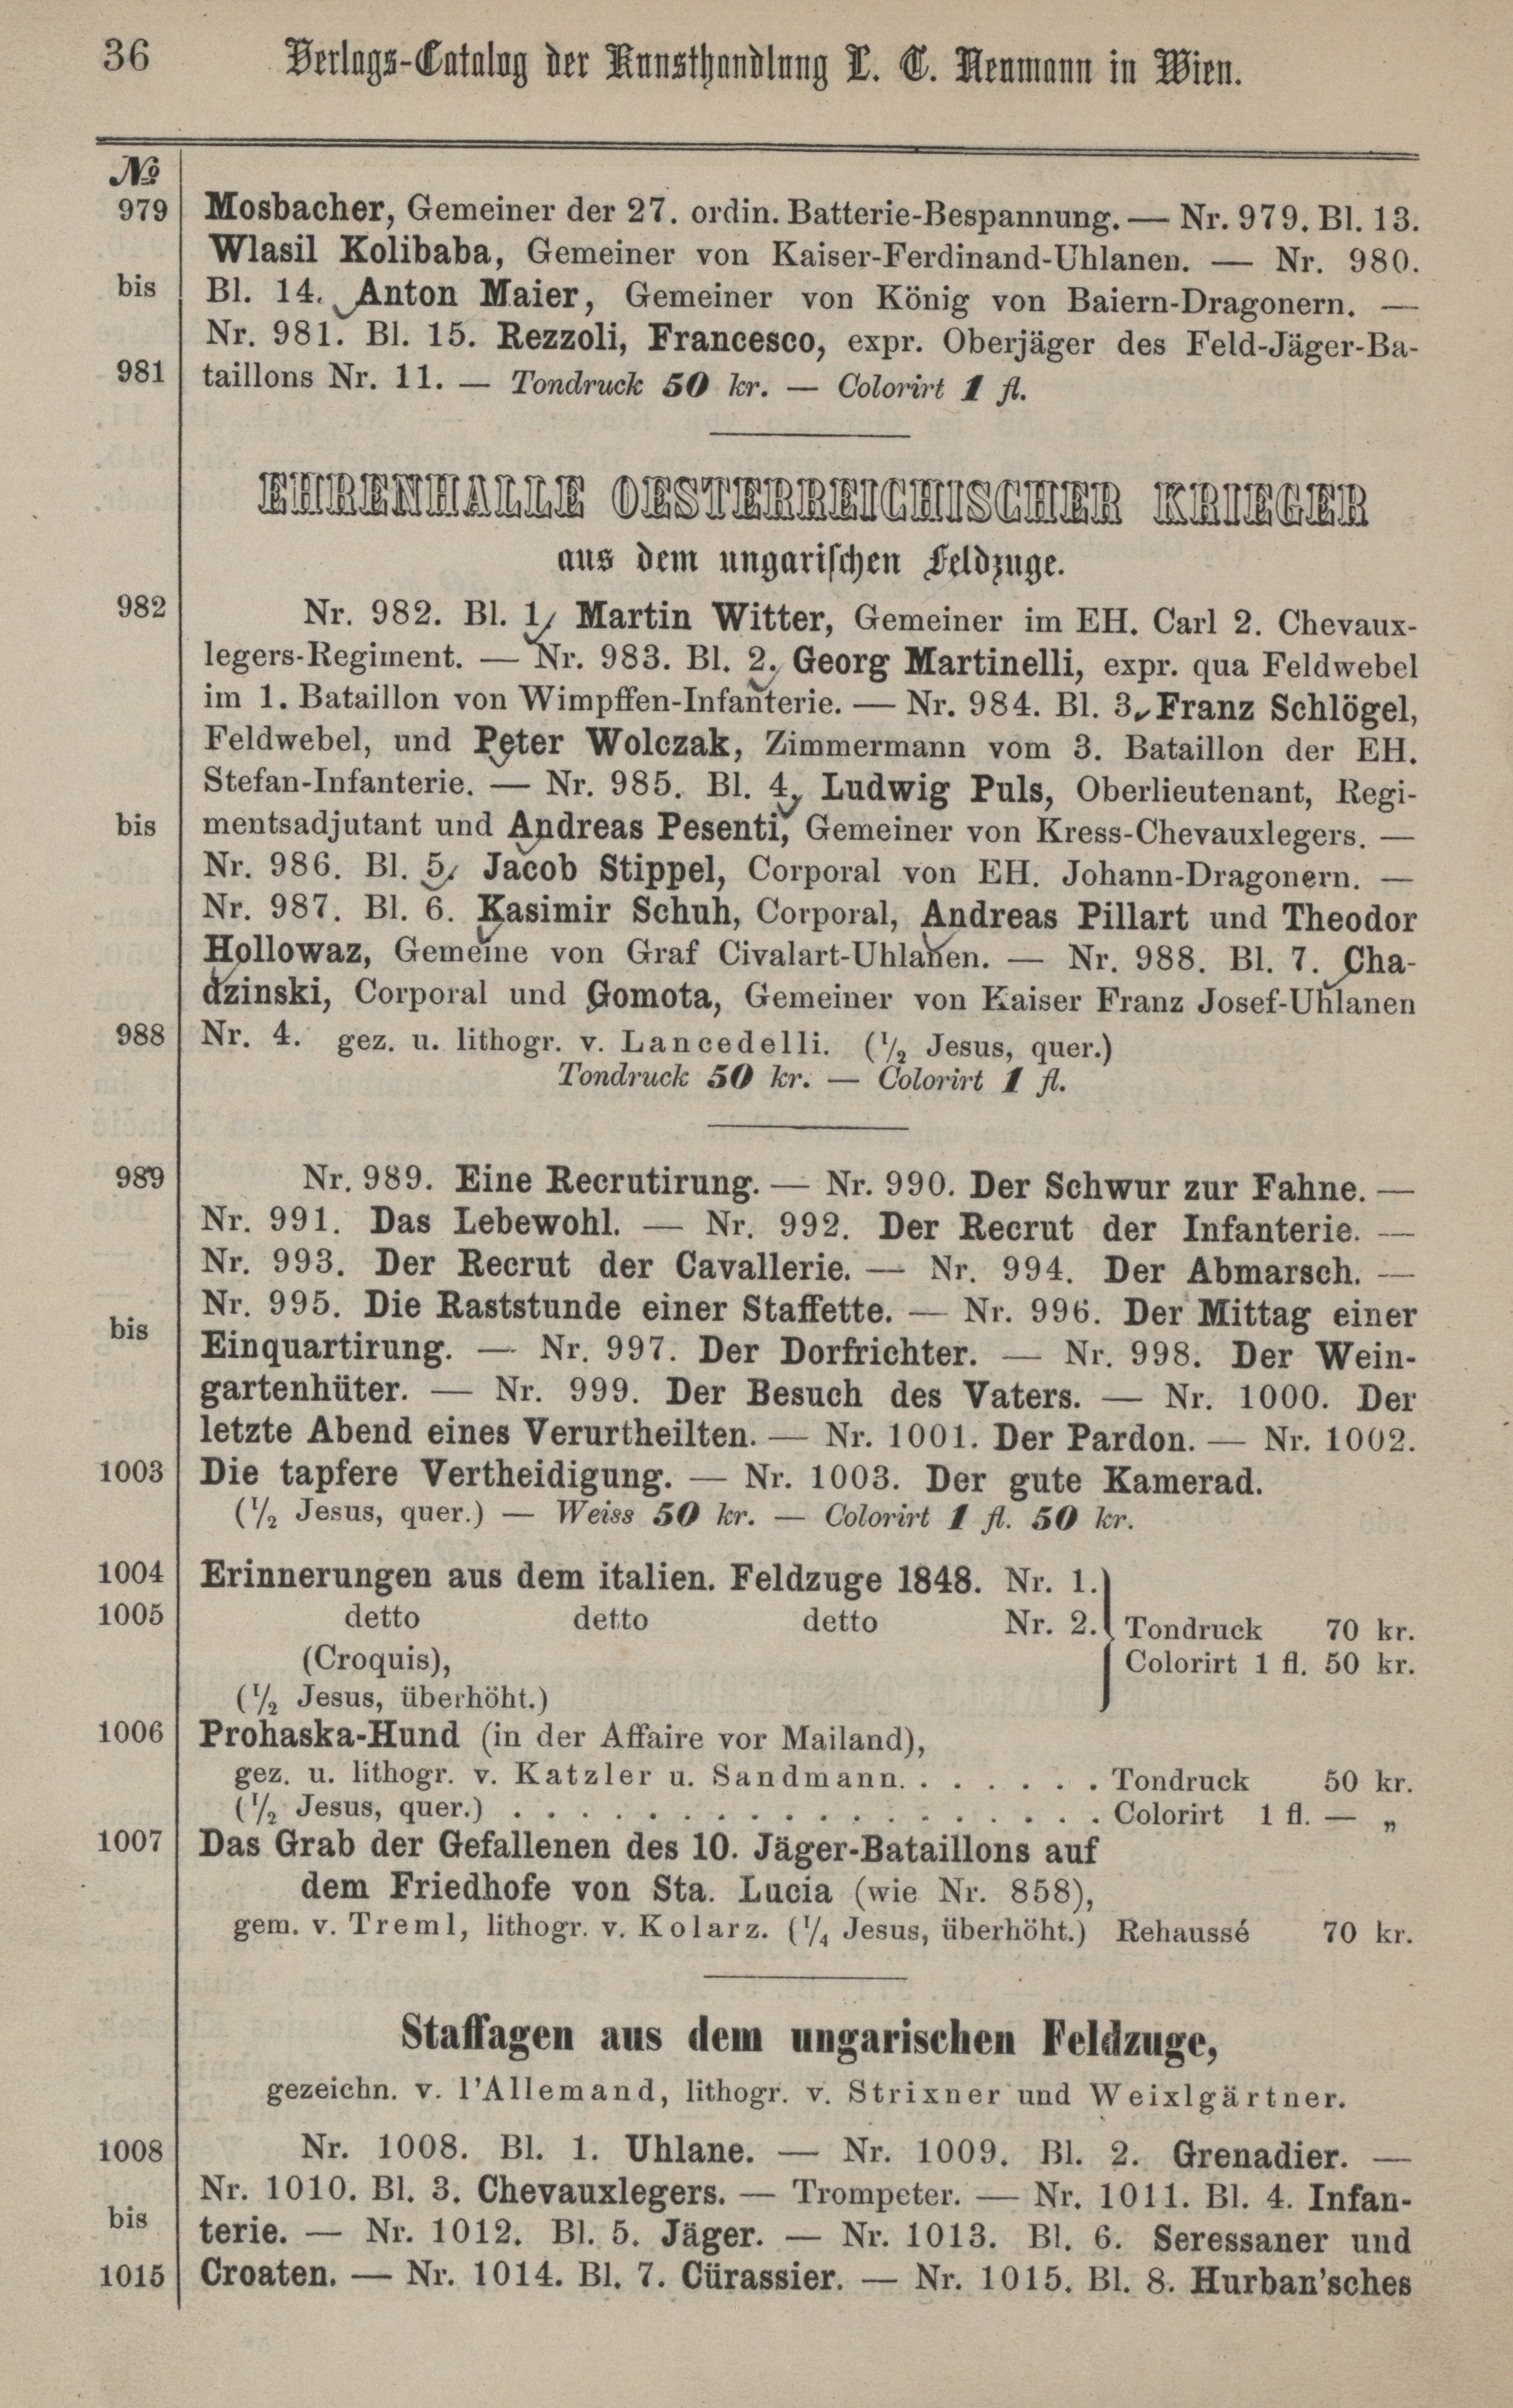 36 Verlags-Catalog der Kunsthandlung L. T. Neumann in Wien.
№
979 Mosbacher, Gemeiner der 27. ordin. Batterie-Bespannung. — Nr. 979. Bl. 13.
Wlasil Kolibaba, Gemeiner von Kaiser-Ferdinand-Uhlanen. — Nr. 980.
bis Bl. 14. Anton Maier, Gemeiner von König von Baiern-Dragonern. —
Nr. 981. Bl. 15. Rezzoli, Francesco, expr. Oberjäger des Feld-Jäger-Ba-
981 taillons Nr. 11. — Tondruck 50 kr. — Colorirt 1 fl.
EHRENHALLE OESTERREICHISCHER KRIEGER
aus dem ungarischen Feldzuge.
982 Nr. 982. Bl. 1, Martin Witter, Gemeiner im EH. Carl 2. Chevaux-
legers-Regiment. — Nr. 983. Bl. 2. Georg Martinelli, expr. qua Feldwebel
im 1. Bataillon von Wimpffen-Infanterie. — Nr. 984. Bl. 3. Franz Schlögel,
Feldwebel, und Peter Wolczak, Zimmermann vom 3. Bataillon der EH.
Stefan-Infanterie. — Nr. 985. Bl. 4. Ludwig Puls, Oberlieutenant, Regi-
bis mentsadjutant und Andreas Pesenti, Gemeiner von Kress-Chevauxlegers. —
Nr. 986. Bl. 5. Jacob Stippel, Corporal von EH. Johann-Dragonern. —
Nr. 987. Bl. 6. Kasimir Schuh, Corporal, Andreas Pillart und Theodor
Hollowaz, Gemeine von Graf Civalart-Uhlanen. — Nr. 988. Bl. 7. Cha-
dzinski, Corporal und Gomota, Gemeiner von Kaiser Franz Josef-Uhlanen
988 Nr. 4. gez. u. lithogr. v. Lancedelli. (1/2 Jesus, quer.)
Tondruck 50 kr. — Colorirt 1 fl.
989 Nr. 989. Eine Recrutirung. — Nr. 990. Der Schwur zur Fahne. —
Nr. 991. Das Lebewohl. — Nr. 992. Der Recrut der Infanterie. —
Nr. 993. Der Recrut der Cavallerie. — Nr. 994. Der Abmarsch. —
Nr. 995. Die Raststunde einer Staffette. — Nr. 996. Der Mittag einer
bis Einquartirung. — Nr. 997. Der Dorfrichter. — Nr. 998. Der Wein-
gartenhüter. — Nr. 999. Der Besuch des Vaters. — Nr. 1000. Der
letzte Abend eines Verurtheilten. — Nr. 1001. Der Pardon. — Nr. 1002.
1003 Die tapfere Vertheidigung. — Nr. 1003. Der gute Kamerad.
(1/2 Jesus, quer.) — Weiss 50 kr. — Colorirt 1 fl. 50 kr.
1004 Erinnerungen aus dem italien. Feldzuge 1848. Nr. 1.
1005 detto detto detto Nr. 2. Tondruck 70 kr.
(Croquis), Colorirt 1 fl. 50 kr.
(1/2 Jesus, überhöht.)
1006 Prohaska-Hund (in der Affaire vor Mailand),
gez. u. lithogr. v. Katzler u. Sandmann. . . . . . . Tondruck 50 kr.
(1/2 Jesus, quer.) . . . . . . . . . . . . . . . . . . Colorirt 1 fl. — „
1007 Das Grab der Gefallenen des 10. Jäger-Bataillons auf
dem Friedhofe von Sta. Lucia (wie Nr. 858),
gem. v. Treml, lithogr. v. Kolarz. (1/4 Jesus, überhöht.) Rehaussé 70 kr.
Staffagen aus dem ungarischen Feldzuge,
gezeichn. v. l'Allemand, lithogr. v. Strixner und Weixlgärtner.
1008 Nr. 1008. Bl. 1. Uhlane. — Nr. 1009. Bl. 2. Grenadier. —
Nr. 1010. Bl. 3. Chevauxlegers. — Trompeter. — Nr. 1011. Bl. 4. Infan-
bis terie. — Nr. 1012. Bl. 5. Jäger. — Nr. 1013. Bl. 6. Seressaner und
1015 Croaten. — Nr. 1014. Bl. 7. Cürassier. — Nr. 1015. Bl. 8. Hurban'sches